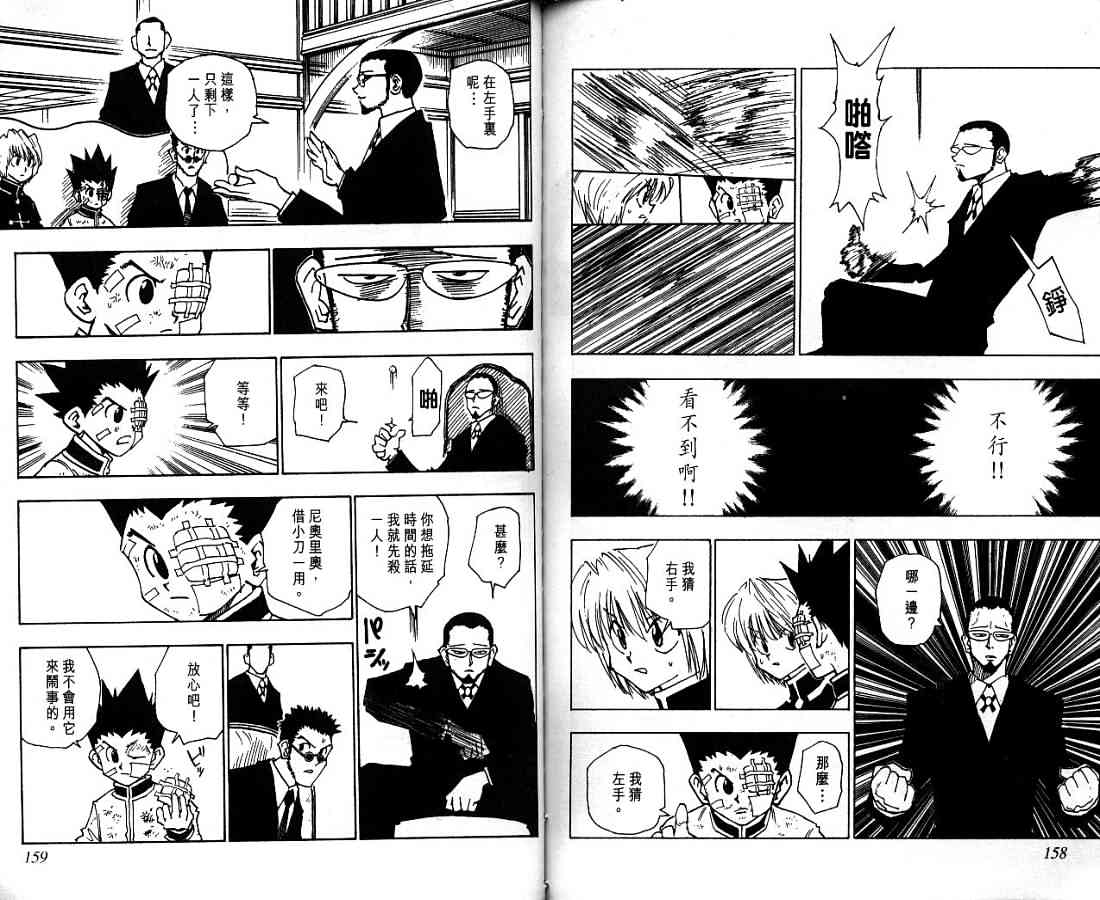 錚
啪嗒
不行!!
看不到啊!!
哪一邊?
我猜
右手。
那麼…
我猜
左手。
158
在左手裏
呢…
這樣，
只剩下
一人了…
啪
來吧!
等等!
甚麼?
你想拖延
時間的話，
我就先殺
一人!
尼奧里奧，
借小刀一用。
放心吧!
我不會用它
來鬧事的。
159